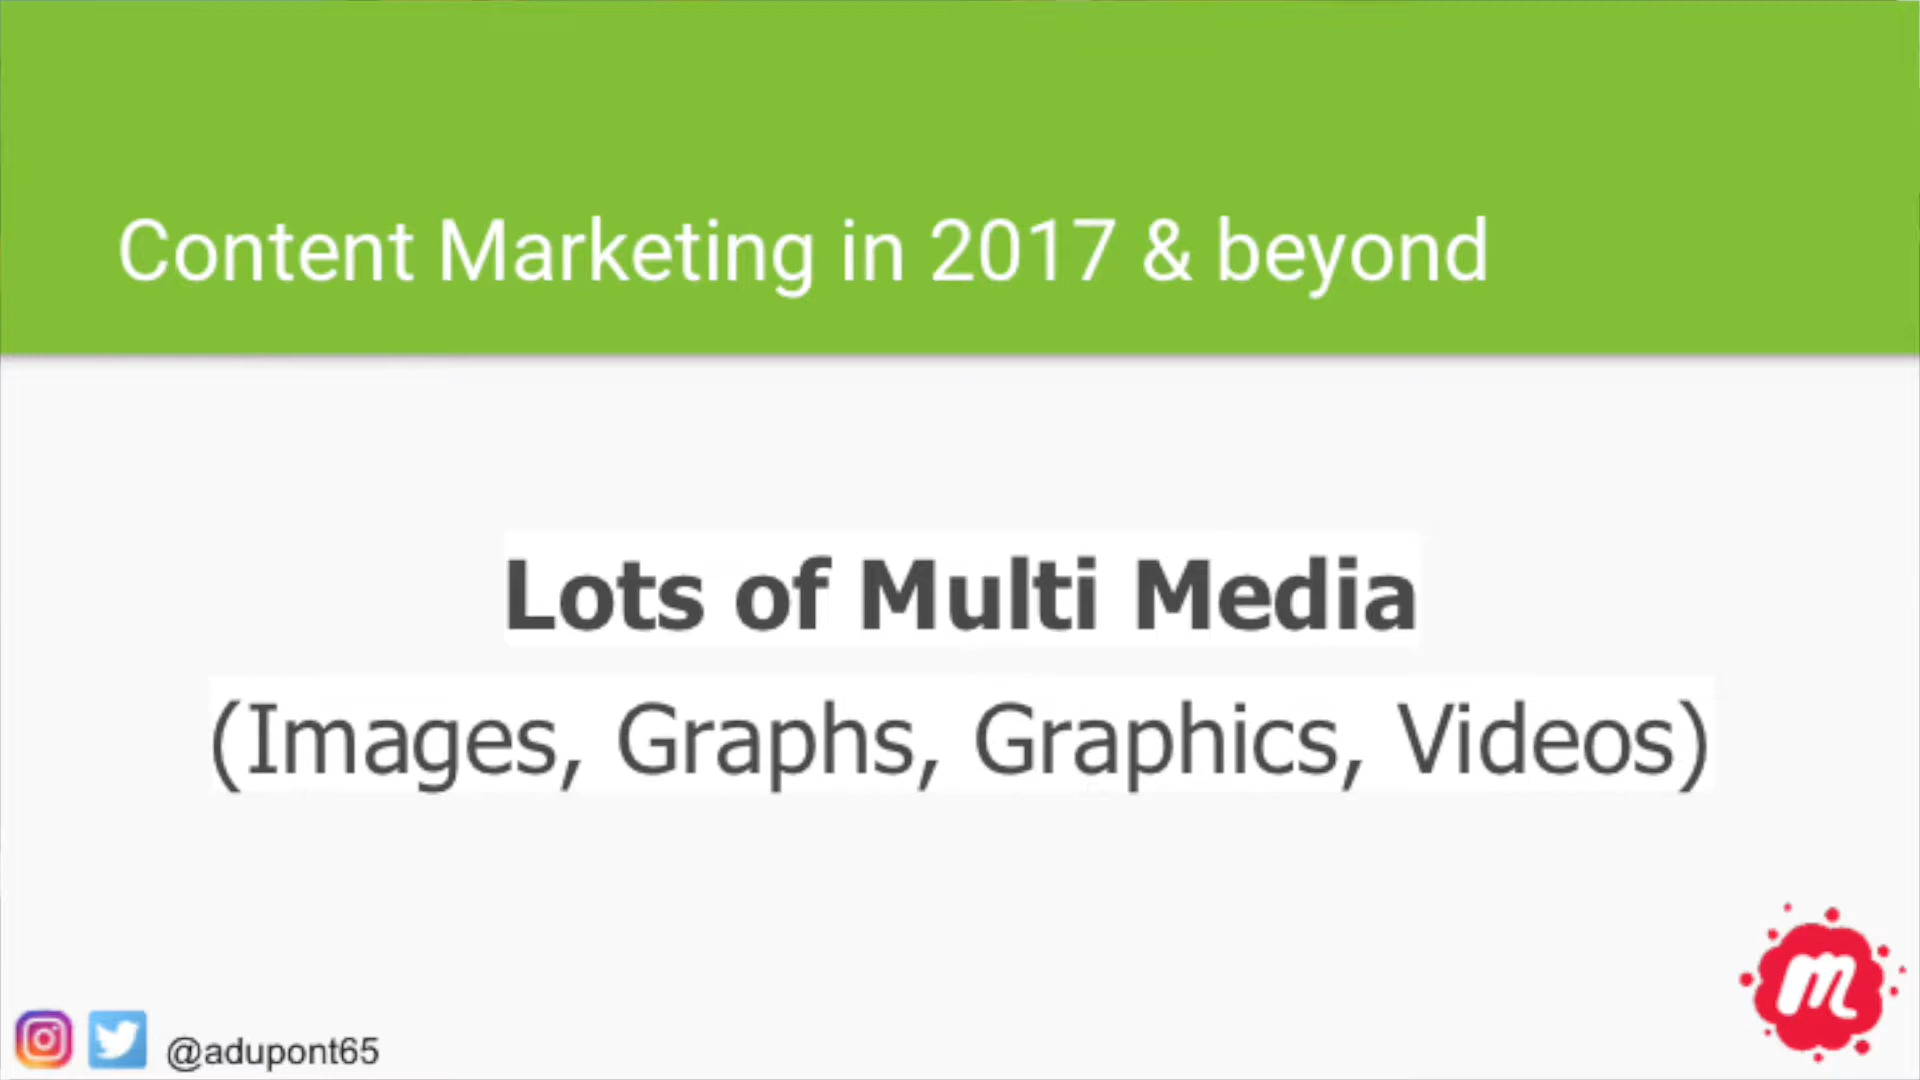 Content Marketing in 2017 & beyond
Lots of Multi Media
(Images, Graphs, Graphics, Videos)
m
@adupont65